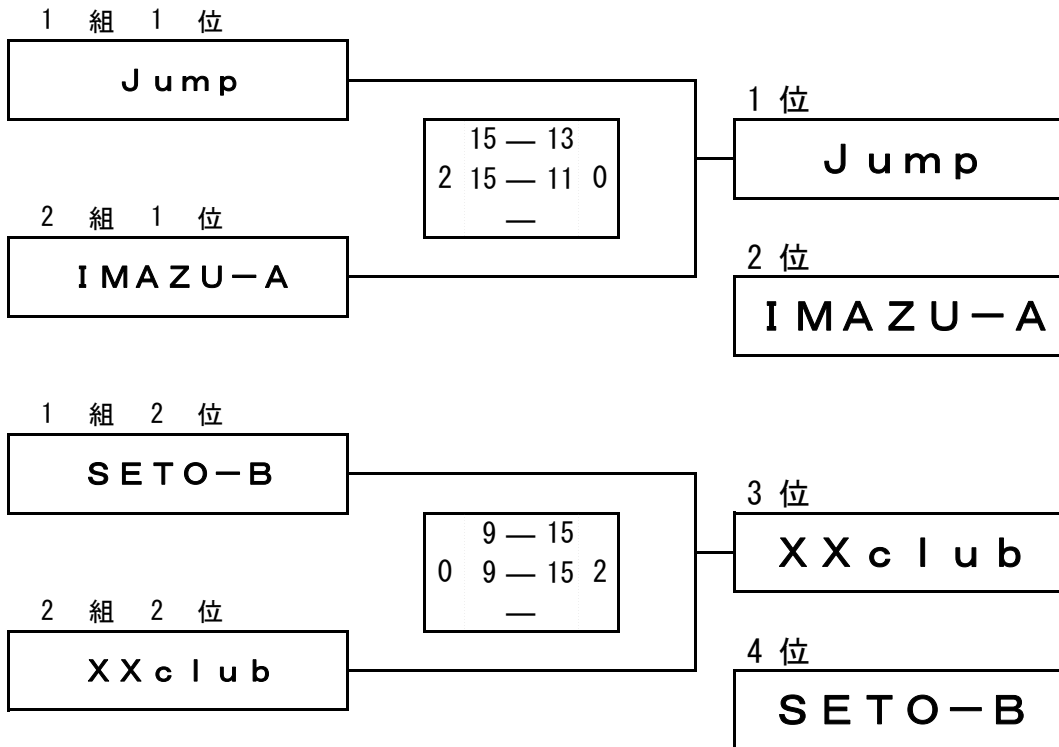 1 組 1 位
Jump
1 位
15 — 13
2 15 — 11 0
—
Jump
2 組 1 位
IMAZU-A
2 位
IMAZU-A
1 組 2 位
SETO-B
3 位
9 — 15
0 9 — 15 2
—
XXclub
2 組 2 位
XXclub
4 位
SETO-B